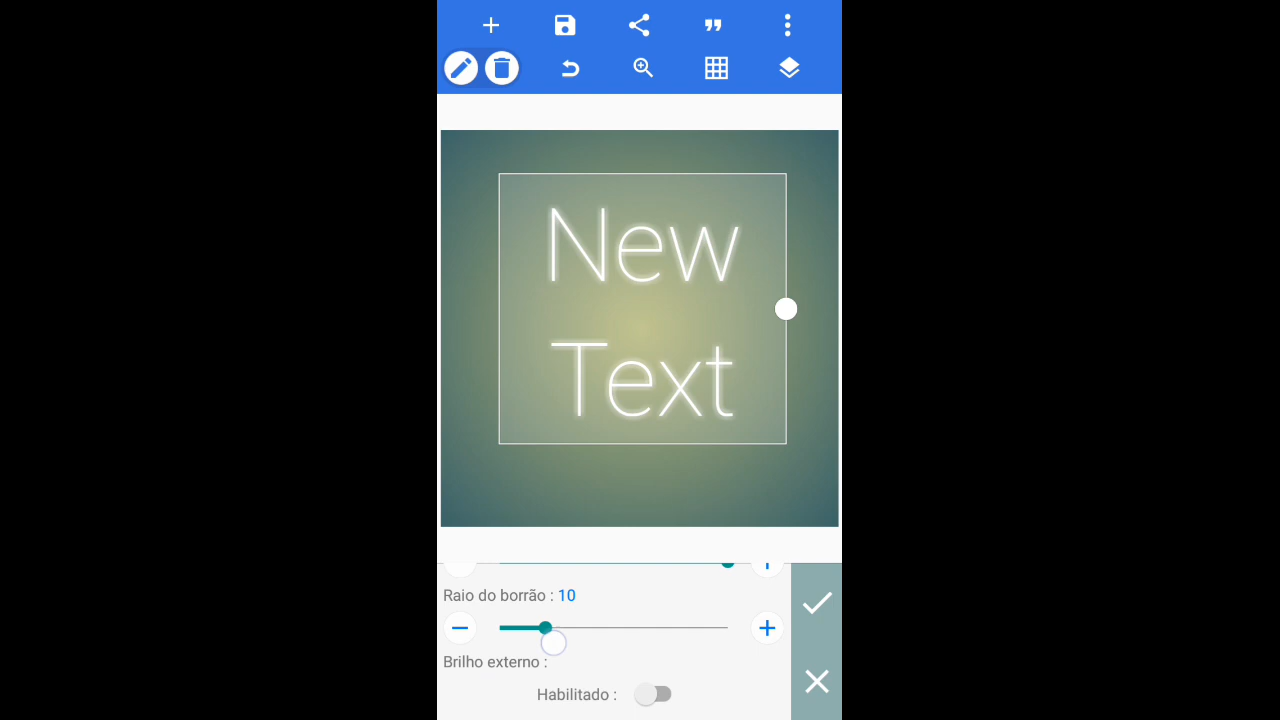 New
Text
Raio do borrão : 10
Brilho externo :
Habilitado :